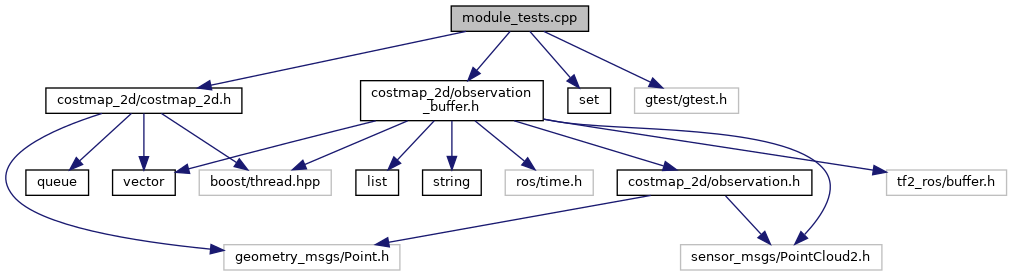 module_tests.cpp
costmap_2d/costmap_2d.h
costmap_2d/observation
_buffer.h
set
gtest/gtest.h
queue
vector
boost/thread.hpp
list
string
ros/time.h
costmap_2d/observation.h
tf2_ros/buffer.h
geometry_msgs/Point.h
sensor_msgs/PointCloud2.h